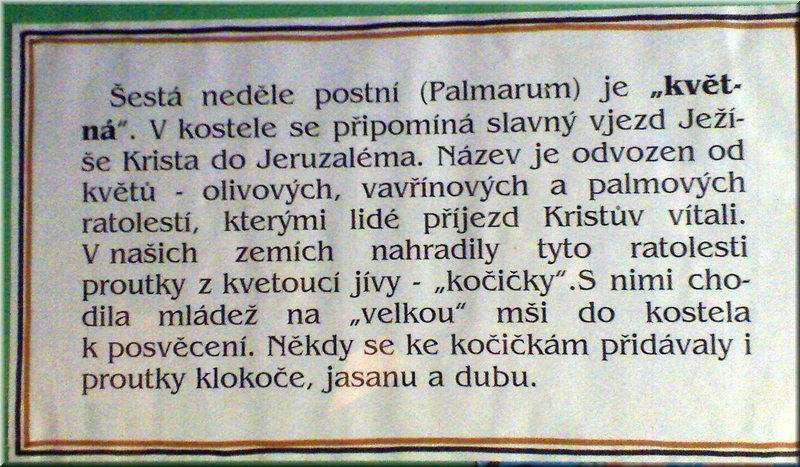 Šestá neděle postní (Palmarum) je „květ-
ná“. V kostele se připomíná slavný vjezd Ježí-
še Krista do Jeruzaléma. Název je odvozen od
květů - olivových, vavřínových a palmových
ratolestí, kterými lidé příjezd Kristův vítali.
V našich zemích nahradily tyto ratolesti
proutky z kvetoucí jívy - „kočičky“.S nimi cho-
dila mládež na „velkou“ mši do kostela
k posvěcení. Někdy se ke kočičkám přidávaly i
proutky klokoče, jasanu a dubu.